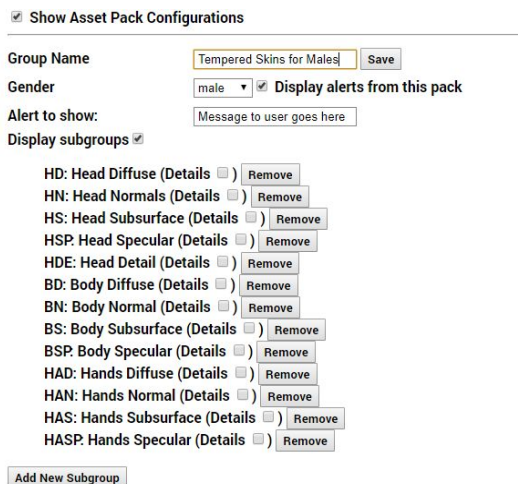 Show Asset Pack Configurations
Group Name Tempered Skins for Males Save
Gender male Display alerts from this pack
Alert to show: Message to user goes here
Display subgroups
HD: Head Diffuse (Details ) Remove
HN: Head Normals (Details ) Remove
HS: Head Subsurface (Details ) Remove
HSP: Head Specular (Details ) Remove
HDE: Head Detail (Details ) Remove
BD: Body Diffuse (Details ) Remove
BN: Body Normal (Details ) Remove
BS: Body Subsurface (Details ) Remove
BSP: Body Specular (Details ) Remove
HAD: Hands Diffuse (Details ) Remove
HAN: Hands Normal (Details ) Remove
HAS: Hands Subsurface (Details ) Remove
HASP: Hands Specular (Details ) Remove
Add New Subgroup